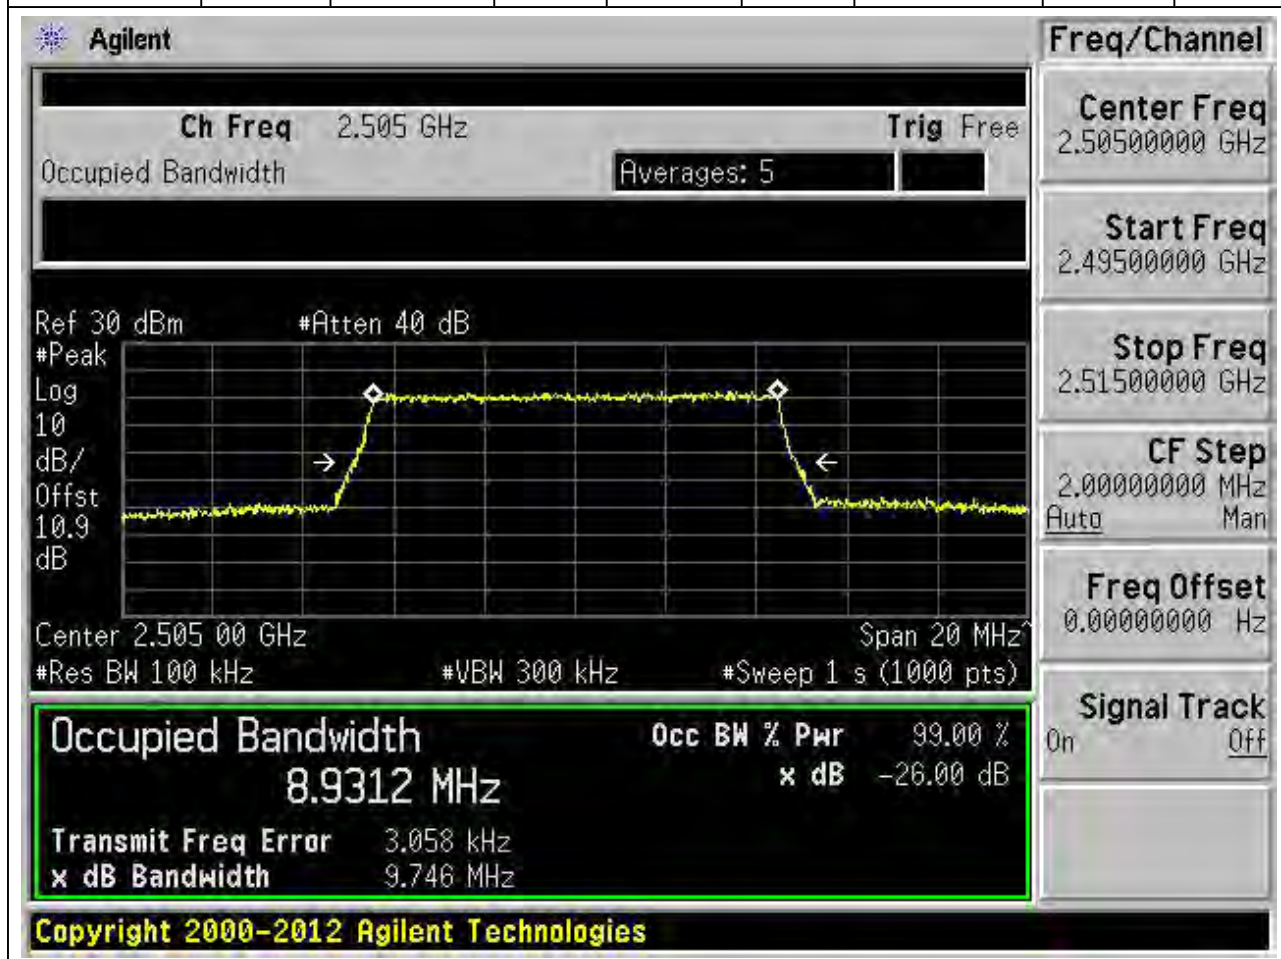 Agilent
Freq/Channel
Ch Freq 2.505 GHz Trig Free
Occupied Bandwidth Averages: 5
Center Freq
2.50500000 GHz
Start Freq
2.49500000 GHz
Stop Freq
2.51500000 GHz
CF Step
2.00000000 MHz
Auto Man
Freq Offset
0.00000000 Hz
Signal Track
On Off
Ref 30 dBm #Atten 40 dB
#Peak
Log
10
dB/
Offst
10.9
dB
Center 2.505 00 GHz Span 20 MHz^
#Res BW 100 kHz #VBW 300 kHz #Sweep 1 s (1000 pts)
Occupied Bandwidth Occ BW % Pwr 99.00 %
8.9312 MHz x dB -26.00 dB
Transmit Freq Error 3.058 kHz
x dB Bandwidth 9.746 MHz
Copyright 2000-2012 Agilent Technologies